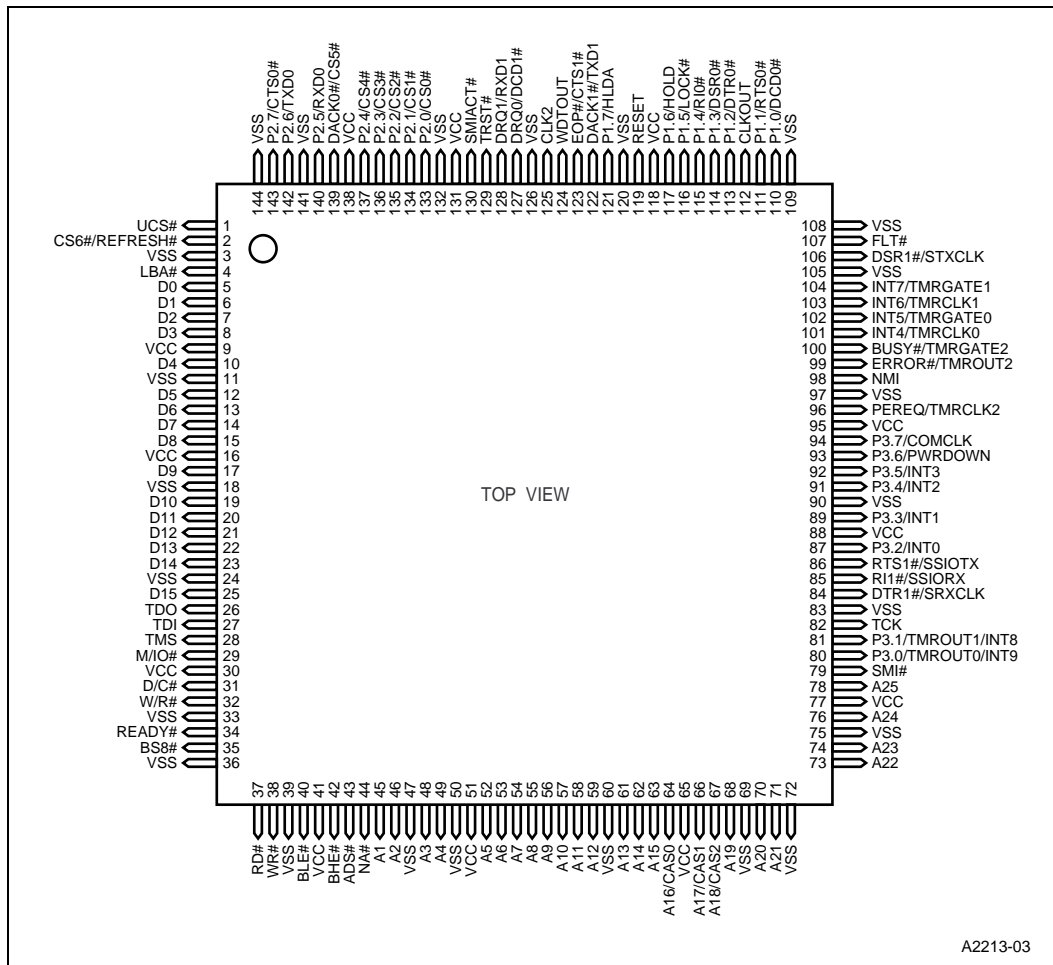 VSS
P2.7/CTS0#
P2.6/TXD0
VSS
P2.5/RXD0
DACK0#/CS5#
VCC
P2.4/CS4#
P2.3/CS3#
P2.2/CS2#
P2.1/CS1#
P2.0/CS0#
VSS
VCC
SMIACT#
TRST#
DRQ1/RXD1
DRQ0/DCD1#
VSS
CLK2
WDTOUT
EOP#/CTS1#
DACK1#/TXD1
P1.7/HLDA
VSS
RESET
VCC
P1.6/HOLD
P1.5/LOCK#
P1.4/RI0#
P1.3/DSR0#
P1.2/DTR0#
CLKOUT
P1.1/RTS0#
P1.0/DCD0#
VSS
144
143
142
141
140
139
138
137
136
135
134
133
132
131
130
129
128
127
126
125
124
123
122
121
120
119
118
117
116
115
114
113
112
111
110
109
UCS# 1
CS6#/REFRESH# 2
VSS 3
LBA# 4
D0 5
D1 6
D2 7
D3 8
VCC 9
D4 10
VSS 11
D5 12
D6 13
D7 14
D8 15
VCC 16
D9 17
VSS 18
D10 19
D11 20
D12 21
D13 22
D14 23
VSS 24
D15 25
TDO 26
TDI 27
TMS 28
M/IO# 29
VCC 30
D/C# 31
W/R# 32
VSS 33
READY# 34
BS8# 35
VSS 36
TOP VIEW
108 VSS
107 FLT#
106 DSR1#/STXCLK
105 VSS
104 INT7/TMRGATE1
103 INT6/TMRCLK1
102 INT5/TMRGATE0
101 INT4/TMRCLK0
100 BUSY#/TMRGATE2
99 ERROR#/TMROUT2
98 NMI
97 VSS
96 PEREQ/TMRCLK2
95 VCC
94 P3.7/COMCLK
93 P3.6/PWRDOWN
92 P3.5/INT3
91 P3.4/INT2
90 VSS
89 P3.3/INT1
88 VCC
87 P3.2/INT0
86 RTS1#/SSIOTX
85 RI1#/SSIORX
84 DTR1#/SRXCLK
83 VSS
82 TCK
81 P3.1/TMROUT1/INT8
80 P3.0/TMROUT0/INT9
79 SMI#
78 A25
77 VCC
76 A24
75 VSS
74 A23
73 A22
37
38
39
40
41
42
43
44
45
46
47
48
49
50
51
52
53
54
55
56
57
58
59
60
61
62
63
64
65
66
67
68
69
70
71
72
RD#
WR#
VSS
BLE#
VCC
BHE#
ADS#
NA#
A1
A2
VSS
A3
A4
VSS
VCC
A5
A6
A7
A8
A9
A10
A11
A12
VSS
A13
A14
A15
A16/CAS0
VCC
A17/CAS1
A18/CAS2
A19
VSS
A20
A21
VSS
A2213-03